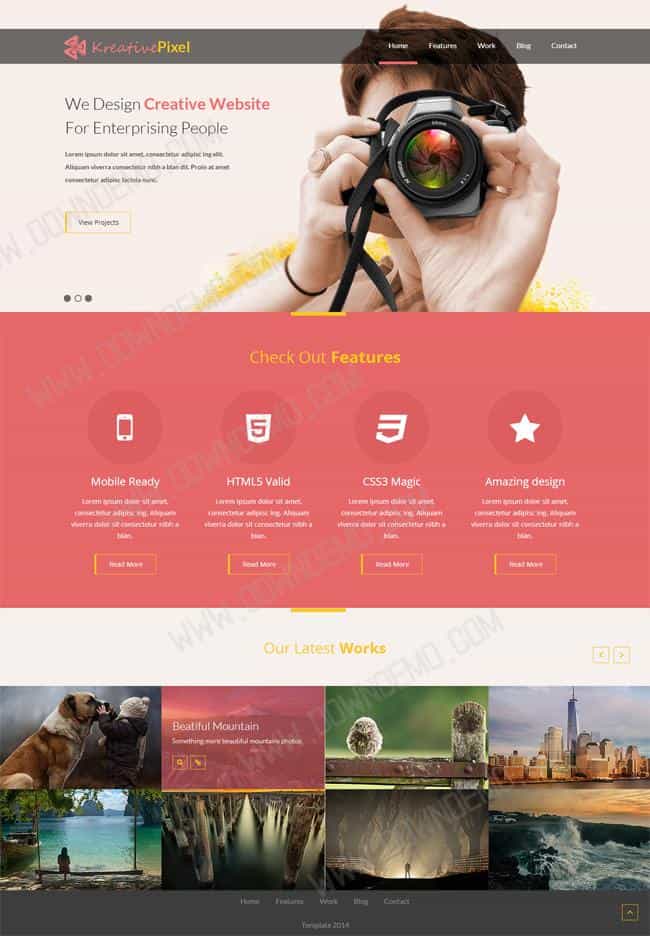 KreativePixel
Home Features Work Blog Contact
We Design Creative Website
For Enterprising People
Lorem ipsum dolor sit amet, consectetur adipisc ing elit.
Aliquam viverra consectetur nibh a blan dit. Proin at amet
consectetur adipisc lactola nunc.
View Projects
Check Out Features
Mobile Ready
Lorem ipsum dolor sit amet,
consectetur adipisc ing. Aliquam
viverra dolor sit consectetur nibh a
blan.
Read More
HTML5 Valid
Lorem ipsum dolor sit amet,
consectetur adipisc ing. Aliquam
viverra dolor sit consectetur nibh a
blan.
Read More
CSS3 Magic
Lorem ipsum dolor sit amet,
consectetur adipisc ing. Aliquam
viverra dolor sit consectetur nibh a
blan.
Read More
Amazing design
Lorem ipsum dolor sit amet,
consectetur adipisc ing. Aliquam
viverra dolor sit consectetur nibh a
blan.
Read More
Our Latest Works
Beatiful Mountain
Something more beautiful mountains photos
Home Features Work Blog Contact
Template 2014
WWW.DOWNDEMO.COM
WWW.DOWNDEMO.COM
WWW.DOWNDEMO.COM